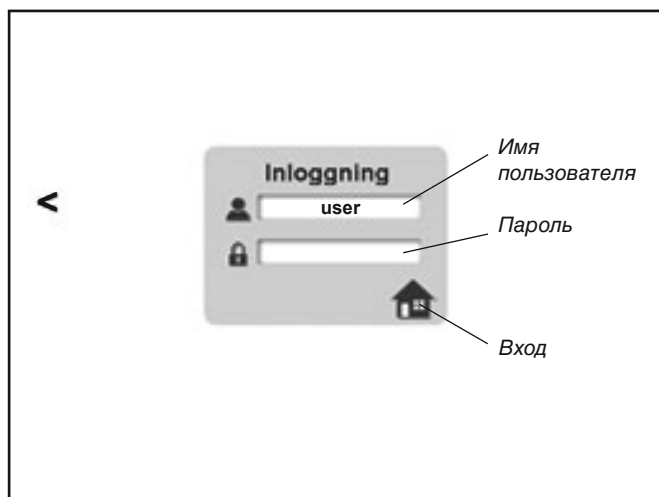 Inloggning
<
user
Имя
пользователя
Пароль
Вход